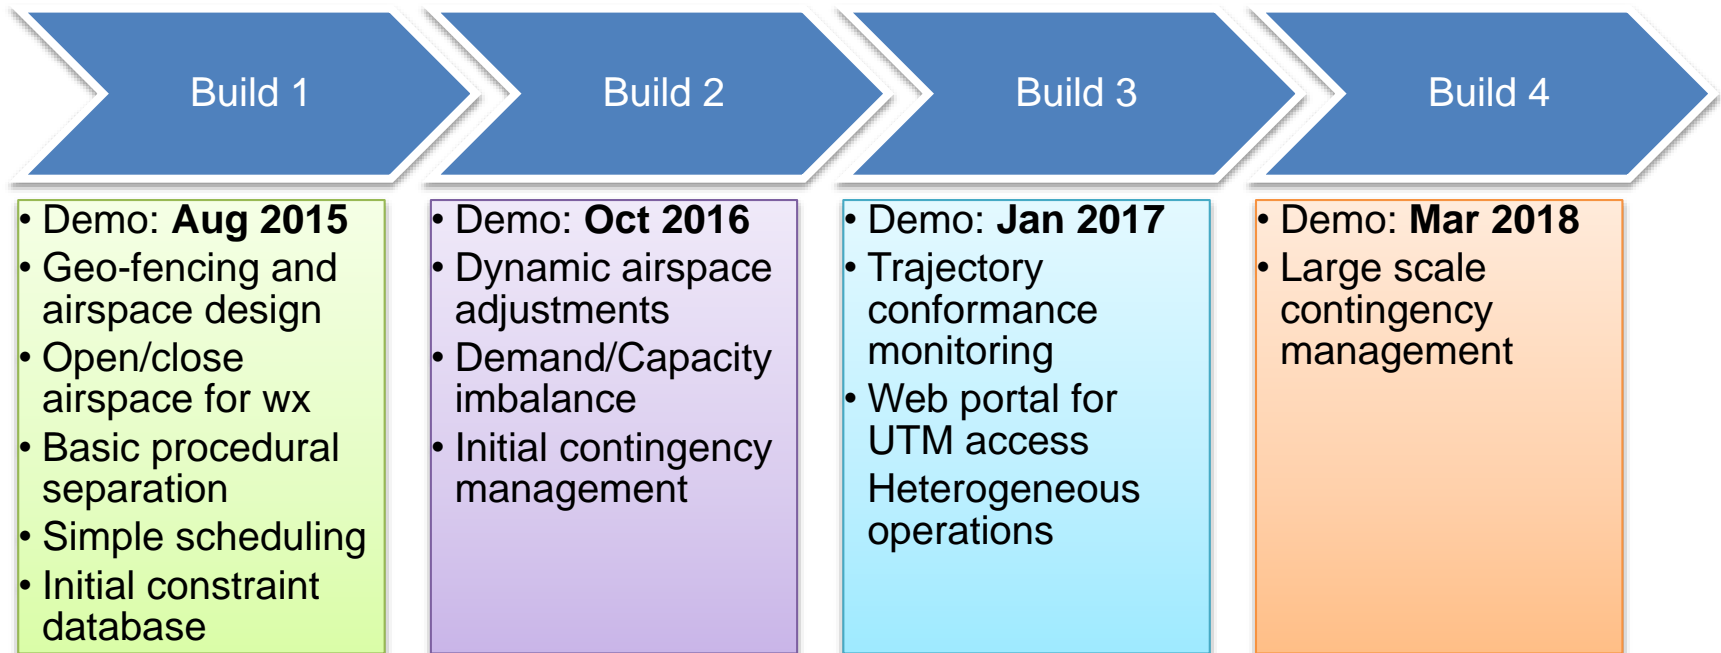 Build 1
Build 2
Build 3
Build 4
• Demo: Aug 2015
• Geo-fencing and
airspace design
• Open/close
airspace for wx
• Basic procedural
separation
• Simple scheduling
• Initial constraint
database
• Demo: Oct 2016
• Dynamic airspace
adjustments
• Demand/Capacity
imbalance
• Initial contingency
management
• Demo: Jan 2017
• Trajectory
conformance
monitoring
• Web portal for
UTM access
Heterogeneous
operations
• Demo: Mar 2018
• Large scale
contingency
management